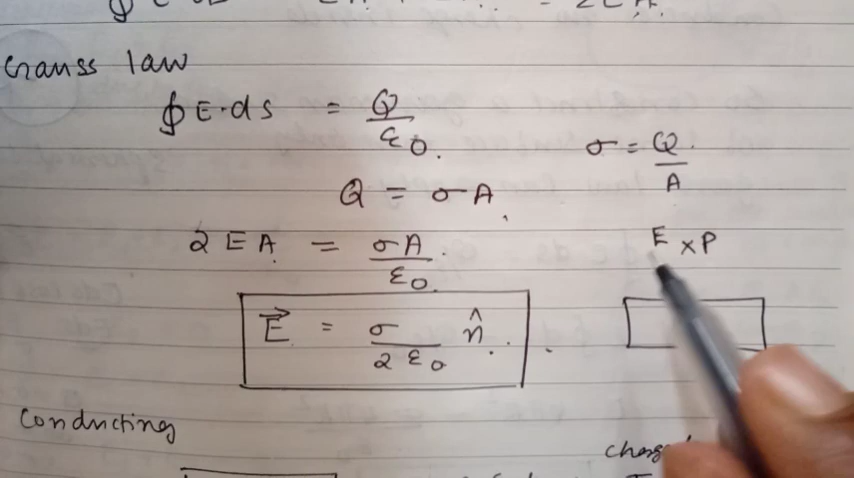 Gauss law
∮ E·ds = Q/ε0.
σ = Q/A
Q = σA
2EA = σA/ε0.
E × P
E⃗ = σ/2ε0 n̂.
Conducting